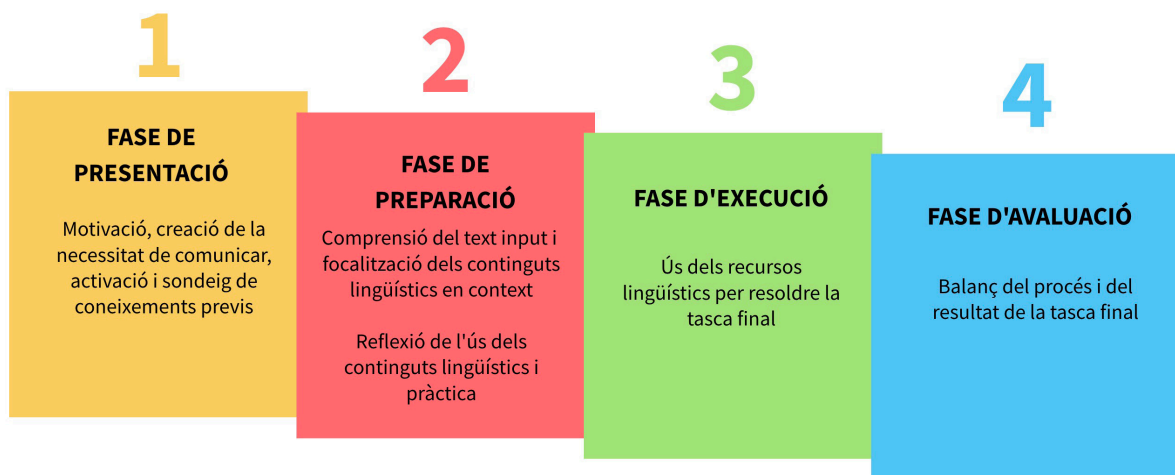 1
FASE DE
PRESENTACIÓ
Motivació, creació de la
necessitat de comunicar,
activació i sondeig de
coneixements previs
2
FASE DE
PREPARACIÓ
Comprensió del text input i
focalització dels continguts
lingüístics en context
Reflexió de l'ús dels
continguts lingüístics i
pràctica
3
FASE D'EXECUCIÓ
Ús dels recursos
lingüístics per resoldre la
tasca final
4
FASE D'AVALUACIÓ
Balanç del procés i del
resultat de la tasca final